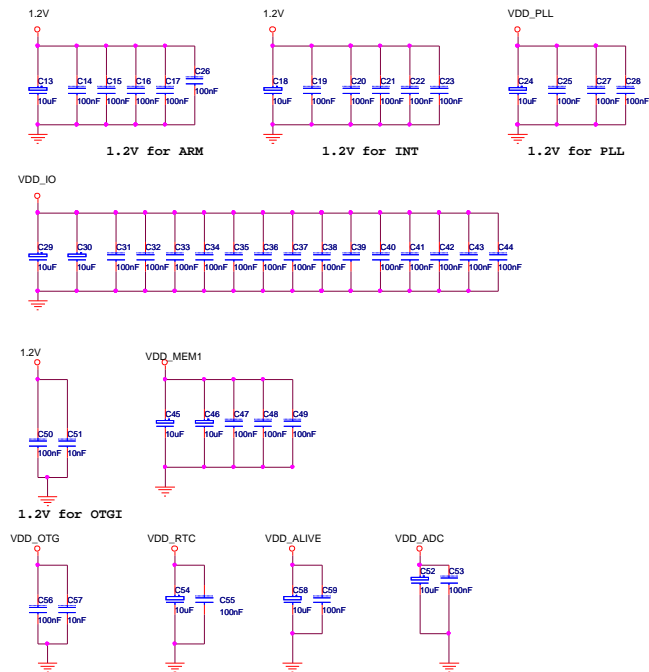 1.2V 1.2V VDD_PLL
C13 C14 C15 C16 C17 C26 C18 C19 C20 C21 C22 C23 C24 C25 C27 C28
10uF 100nF 100nF 100nF 100nF 100nF 10uF 100nF 100nF 100nF 100nF 100nF 10uF 100nF 100nF 100nF
1.2V for ARM 1.2V for INT 1.2V for PLL
VDD_IO
C29 C30 C31 C32 C33 C34 C35 C36 C37 C38 C39 C40 C41 C42 C43 C44
10uF 10uF 100nF 100nF 100nF 100nF 100nF 100nF 100nF 100nF 100nF 100nF 100nF 100nF 100nF 100nF
1.2V VDD_MEM1
C50 C51 C45 C46 C47 C48 C49
100nF 10nF 10uF 10uF 100nF 100nF 100nF
1.2V for OTGI
VDD_OTG VDD_RTC VDD_ALIVE VDD_ADC
C56 C57 C54 C55 C58 C59 C52 C53
100nF 10nF 10uF 100nF 10uF 100nF 10uF 100nF